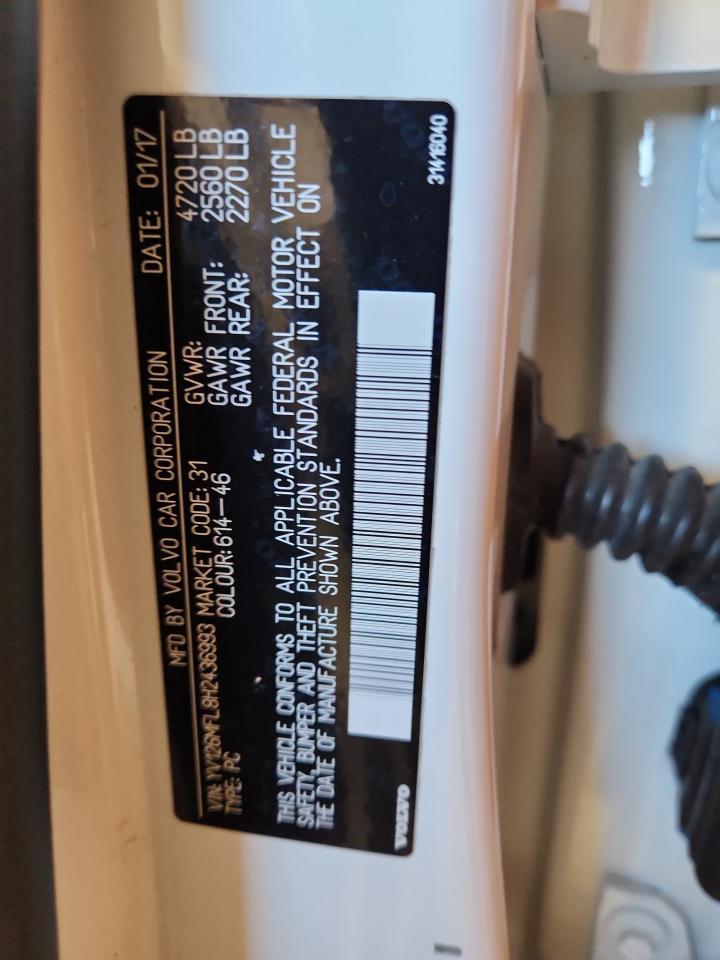 MFD BY VOLVO CAR CORPORATION DATE: 01/17
VIN: YV126MFL8H2436993 MARKET CODE: 31 GVWR: 4720 LB
TYPE: PC COLOUR: 614-46 GAWR FRONT: 2560 LB
GAWR REAR: 2270 LB
THIS VEHICLE CONFORMS TO ALL APPLICABLE FEDERAL MOTOR VEHICLE
SAFETY, BUMPER AND THEFT PREVENTION STANDARDS IN EFFECT ON
THE DATE OF MANUFACTURE SHOWN ABOVE.
VOLVO 31416040